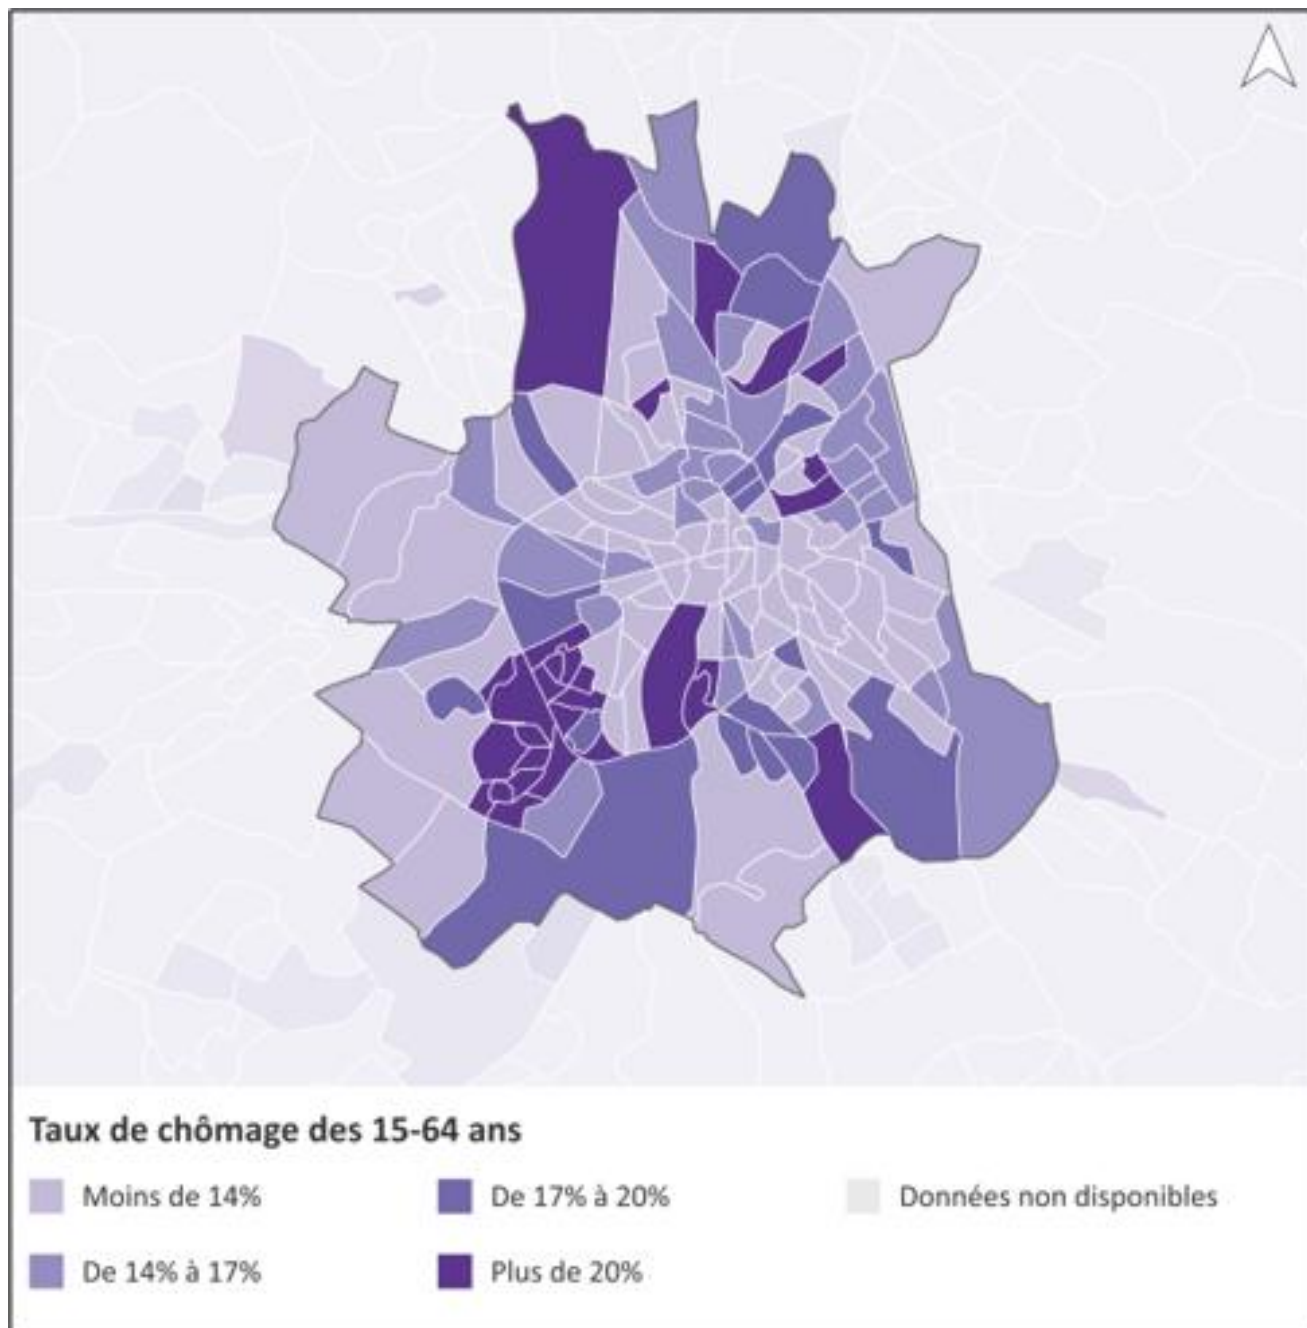 Taux de chômage des 15-64 ans
Moins de 14%
De 17% à 20%
Données non disponibles
De 14% à 17%
Plus de 20%